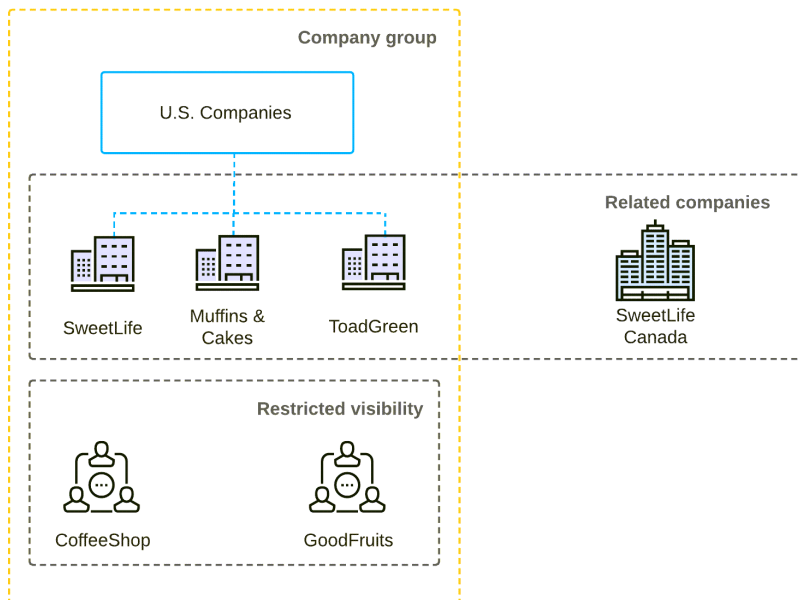 Company group
U.S. Companies
Related companies
SweetLife
Muffins &
Cakes
ToadGreen
SweetLife
Canada
Restricted visibility
CoffeeShop
GoodFruits